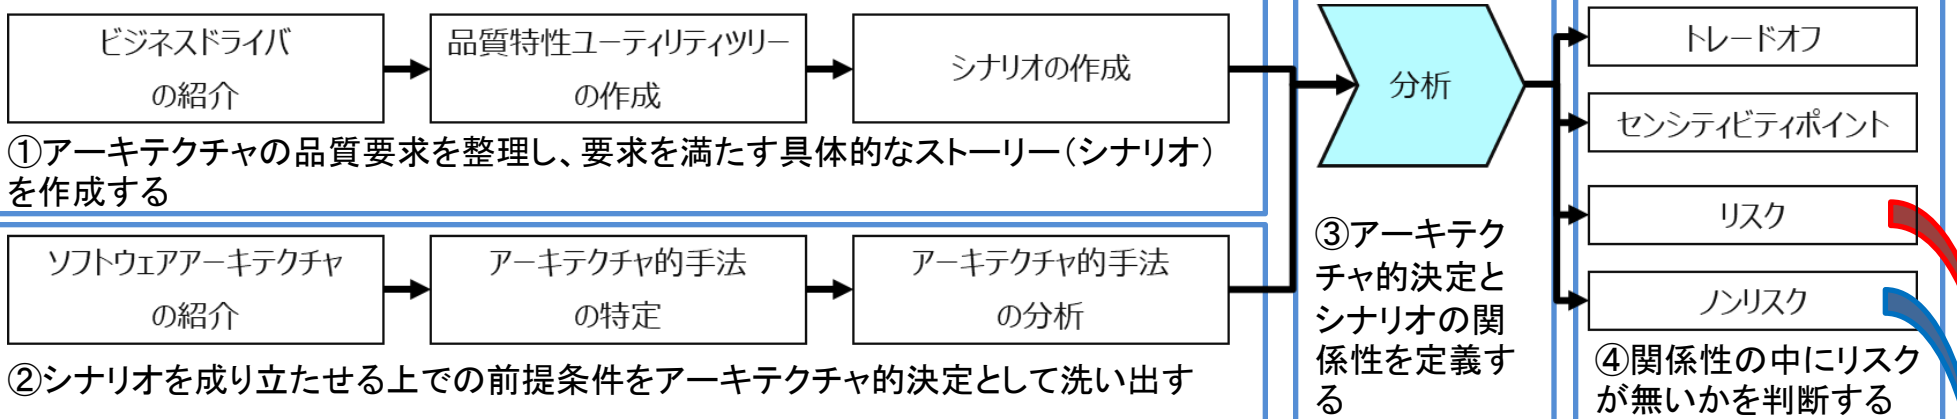 ビジネスドライバ
の紹介
品質特性ユーティリティツリー
の作成
シナリオの作成
①アーキテクチャの品質要求を整理し、要求を満たす具体的なストーリー(シナリオ)
を作成する
ソフトウェアアーキテクチャ
の紹介
アーキテクチャ的手法
の特定
アーキテクチャ的手法
の分析
②シナリオを成り立たせる上での前提条件をアーキテクチャ的決定として洗い出す
分析
③アーキテク
チャ的決定と
シナリオの関
係性を定義す
る
トレードオフ
センシティビティポイント
リスク
ノンリスク
④関係性の中にリスク
が無いかを判断する